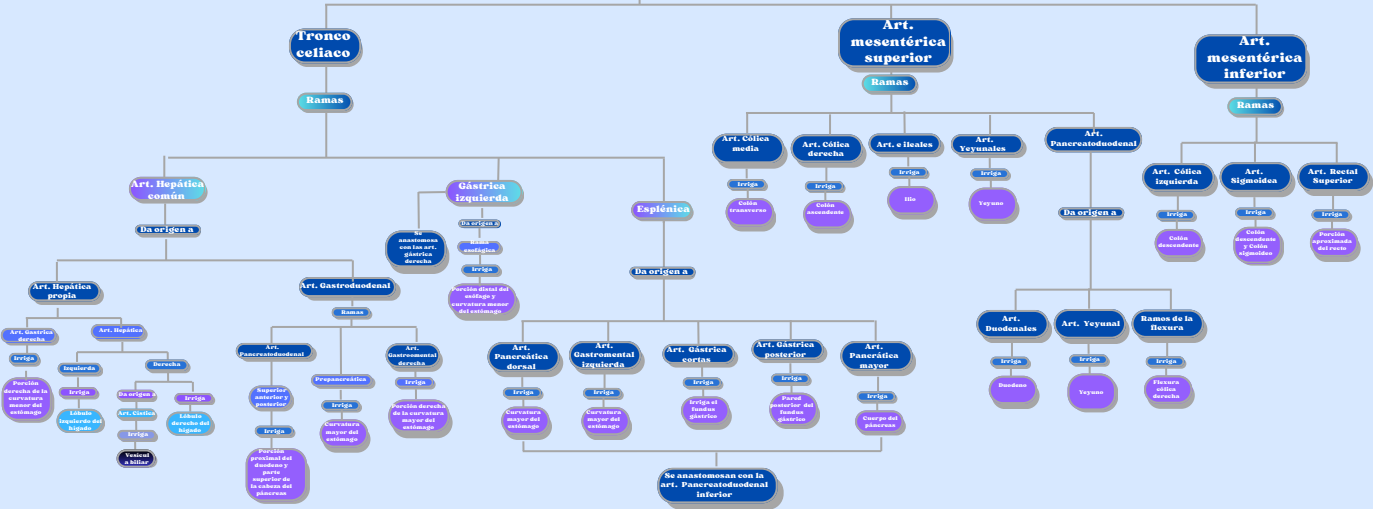 Tronco
celiaco
Ramas
Art. Hepática
común
Da origen a
Art. Hepática
propia
Art. Gastrica
derecha
Irriga
Porción
derecha de la
curvatura
menor del
estómago
Art. Hepática
Izquierda
Irriga
Lóbulo
izquierdo del
hígado
Derecha
Da origen a
Art. Cística
Irriga
Vesícul
a biliar
Irriga
Lóbulo
derecho del
hígado
Art. Gastroduodenal
Ramas
Art.
Pancreatoduodenal
Superior
anterior y
posterior
Irriga
Porción
proximal del
duodeno y
parte
superior de
la cabeza del
páncreas
Propancreática
Irriga
Curvatura
mayor del
estómago
Art.
Gastroomental
derecha
Irriga
Porción derecha
de la curvatura
mayor del
estómago
Gástrica
izquierda
Se
anastomosa
con las art.
gástrica
derecha
Da origen a
Rama
esofágica
Irriga
Porción distal del
esófago y
curvatura menor
del estómago
Esplénica
Da origen a
Art.
Pancreática
dorsal
Irriga
Curvatura
mayor del
estómago
Art.
Gastromental
izquierda
Irriga
Curvatura
mayor del
estómago
Art. Gástrica
cortas
Irriga
Irriga el
fundus
gástrico
Art. Gástrica
posterior
Irriga
Pared
posterior del
fundus
gástrico
Art.
Pancrática
mayor
Irriga
Cuerpo del
páncreas
Se anastomosan con la
art. Pancreatoduodenal
inferior
Art.
mesentérica
superior
Ramas
Art. Cólica
media
Irriga
Colón
transverso
Art. Cólica
derecha
Irriga
Colón
ascendente
Art. e ileales
Irriga
Ilio
Art.
Yeyunales
Irriga
Yeyuno
Art.
Pancreatoduodenal
Da origen a
Art.
Duodenales
Irriga
Duodeno
Art. Yeyunal
Irriga
Yeyuno
Ramos de la
flexura
Irriga
Flexura
cólica
derecha
Art.
mesentérica
inferior
Ramas
Art. Cólica
izquierda
Irriga
Colón
descendente
Art.
Sigmoidea
Irriga
Colón
descendente
y Colón
sigmoideo
Art. Rectal
Superior
Irriga
Porción
aproximada
del recto